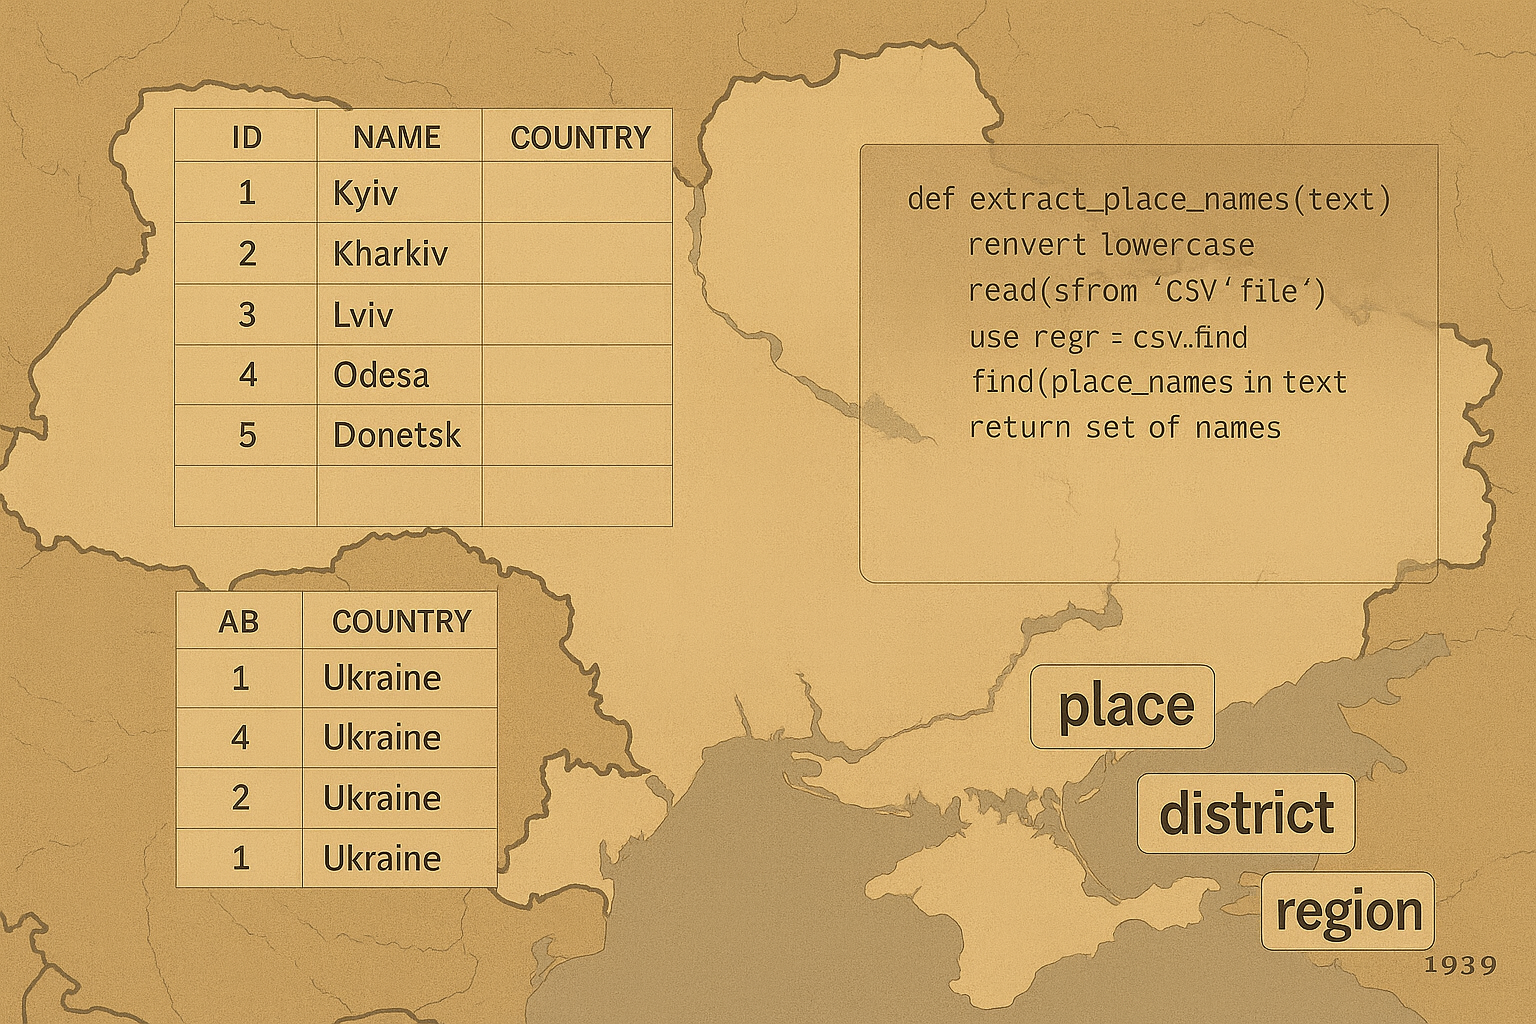 ID NAME COUNTRY
1 Kyiv
2 Kharkiv
3 Lviv
4 Odesa
5 Donetsk
def extract_place_names(text)
renvert lowercase
read(sfrom ‘CSV‘file‘)
use regr = csv..find
find(place_names in text
return set of names
AB COUNTRY
1 Ukraine
4 Ukraine
2 Ukraine
1 Ukraine
place
district
region
1939